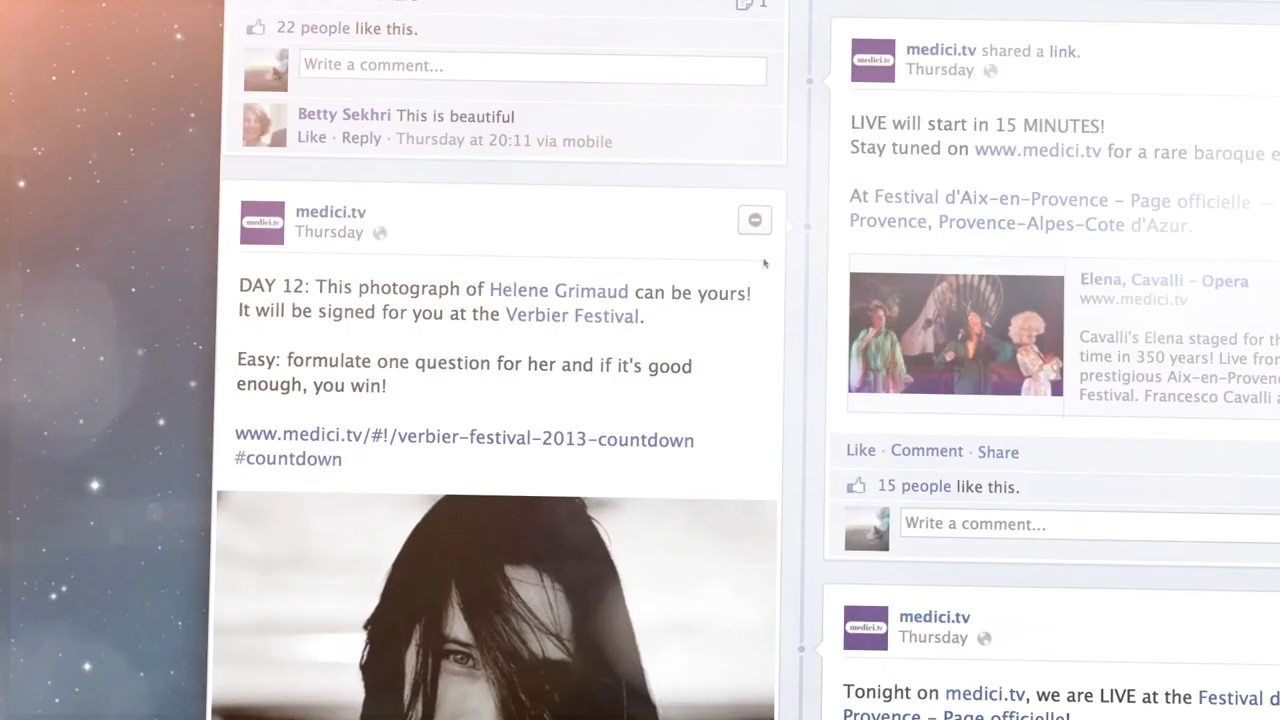 1
22 people like this.
Write a comment...
Betty Sekhri This is beautiful
Like · Reply · Thursday at 20:11 via mobile
medici.tv
medici.tv
Thursday
DAY 12: This photograph of Helene Grimaud can be yours!
It will be signed for you at the Verbier Festival.
Easy: formulate one question for her and if it's good
enough, you win!
www.medici.tv/#!/verbier-festival-2013-countdown
#countdown
medici.tv
medici.tv shared a link.
Thursday
LIVE will start in 15 MINUTES!
Stay tuned on www.medici.tv for a rare baroque
At Festival d'Aix-en-Provence - Page officielle —
Provence, Provence-Alpes-Cote d'Azur.
Elena, Cavalli - Opera
www.medici.tv
Cavalli's Elena staged for
time in 350 years! Live from
prestigious Aix-en-Provence
Festival. Francesco Cavalli
Like · Comment · Share
15 people like this.
Write a comment...
medici.tv
medici.tv
Thursday
Tonight on medici.tv, we are LIVE at the Festival
Provence - Page officielle!